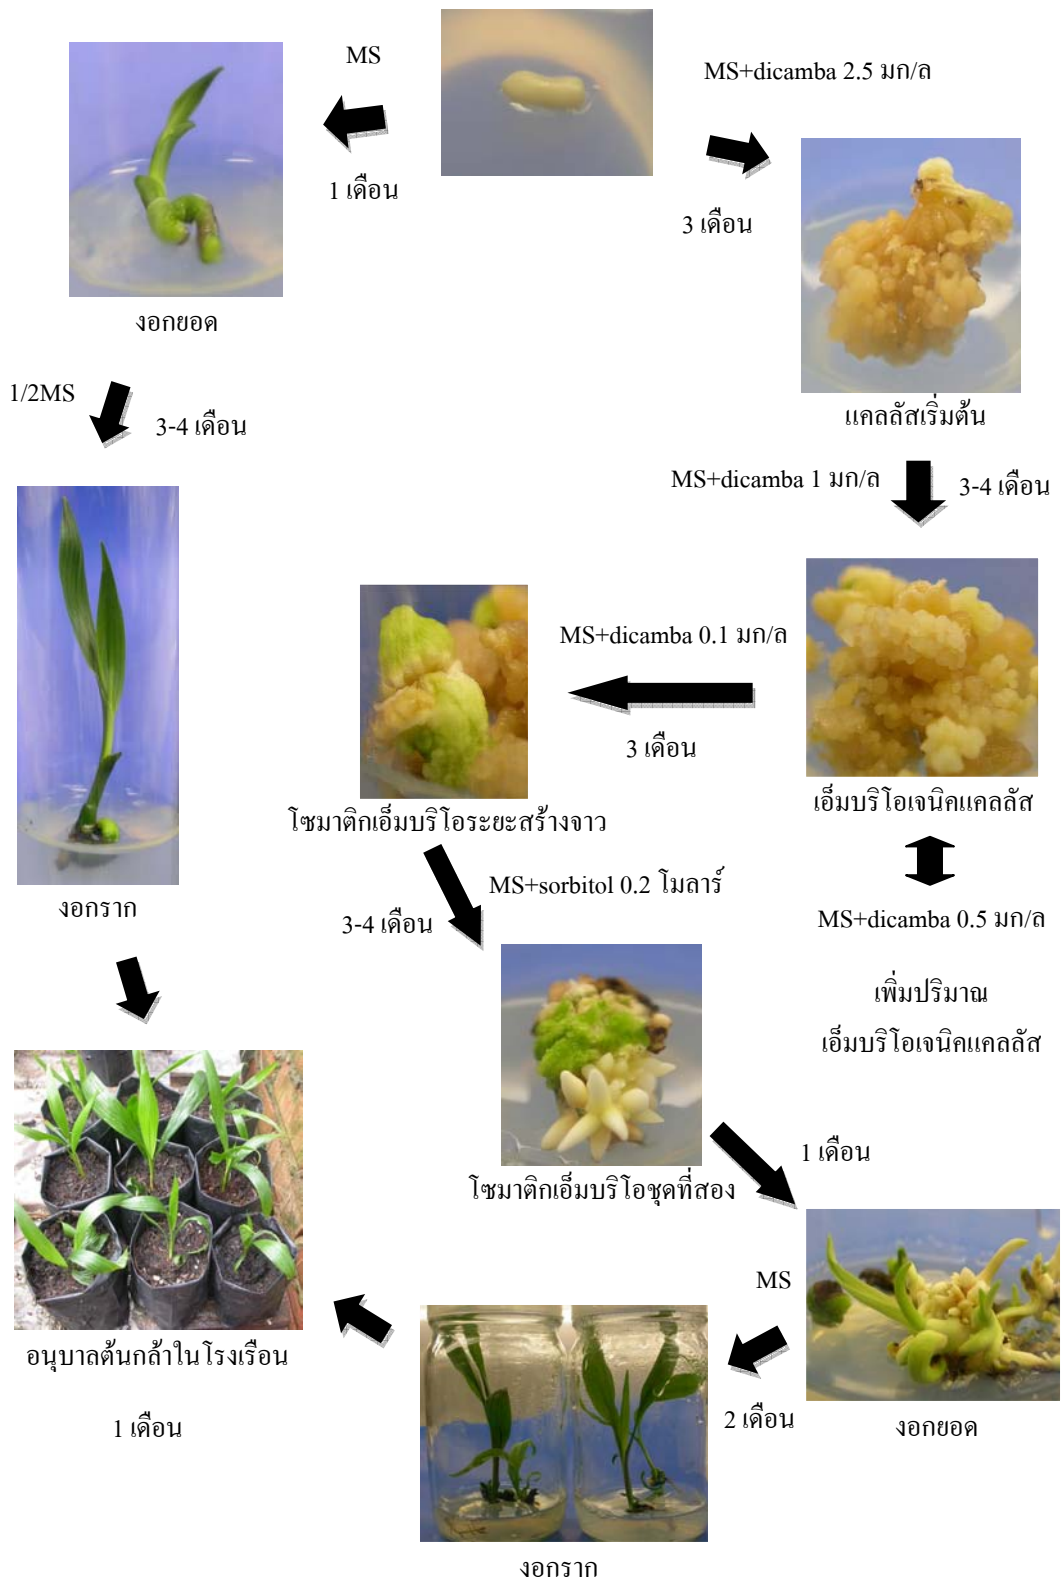 MS
MS+dicamba 2.5 มก/ล
1 เดือน
3 เดือน
งอกยอด
แคลลัสเริ่มต้น
1/2MS
3-4 เดือน
MS+dicamba 1 มก/ล
3-4 เดือน
MS+dicamba 0.1 มก/ล
3 เดือน
เอ็มบริโอเจนิคแคลลัส
โซมาติกเอ็มบริโอระยะสร้างจาว
MS+sorbitol 0.2 โมลาร์
3-4 เดือน
งอกราก
MS+dicamba 0.5 มก/ล
เพิ่มปริมาณ
เอ็มบริโอเจนิคแคลลัส
1 เดือน
โซมาติกเอ็มบริโอชุดที่สอง
MS
2 เดือน
งอกยอด
อนุบาลต้นกล้าในโรงเรือน
1 เดือน
งอกราก